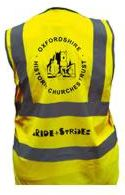 OXFORDSHIRE
HISTORIC CHURCHES TRUST
RIDE+STRIDE